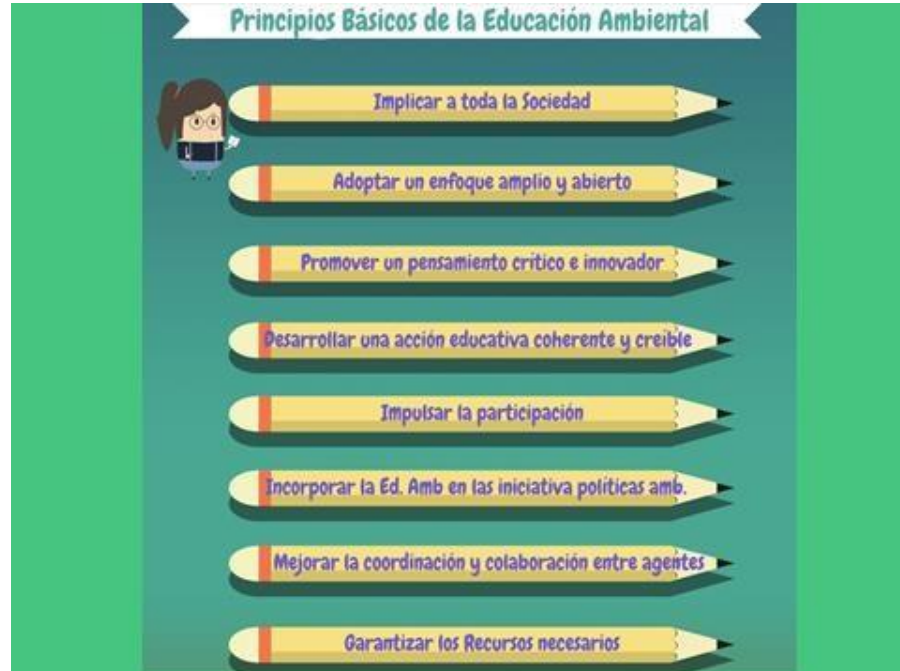 Principios Básicos de la Educación Ambiental
Implicar a toda la Sociedad
Adoptar un enfoque amplio y abierto
Promover un pensamiento crítico e innovador
Desarrollar una acción educativa coherente y creible
Impulsar la participación
Incorporar la Ed. Amb en las iniciativa políticas amb.
Mejorar la coordinación y colaboración entre agentes
Garantizar los Recursos necesarios